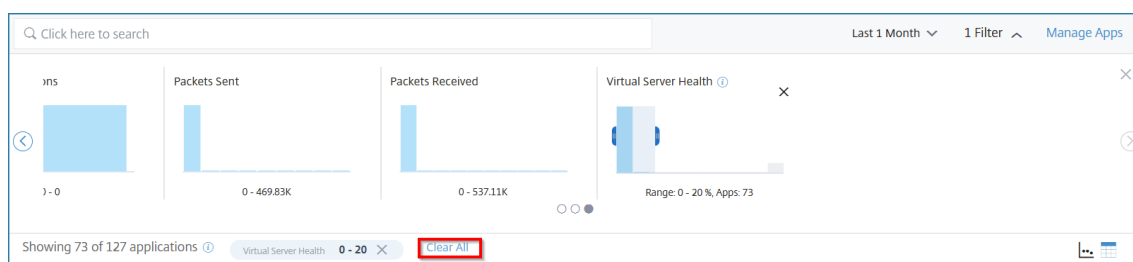 Click here to search
Last 1 Month
1 Filter
Manage Apps
Packets Sent
Packets Received
Virtual Server Health
0 - 469.83K
0 - 537.11K
Range: 0 - 20 %, Apps: 73
Showing 73 of 127 applications
Virtual Server Health 0 - 20
Clear All